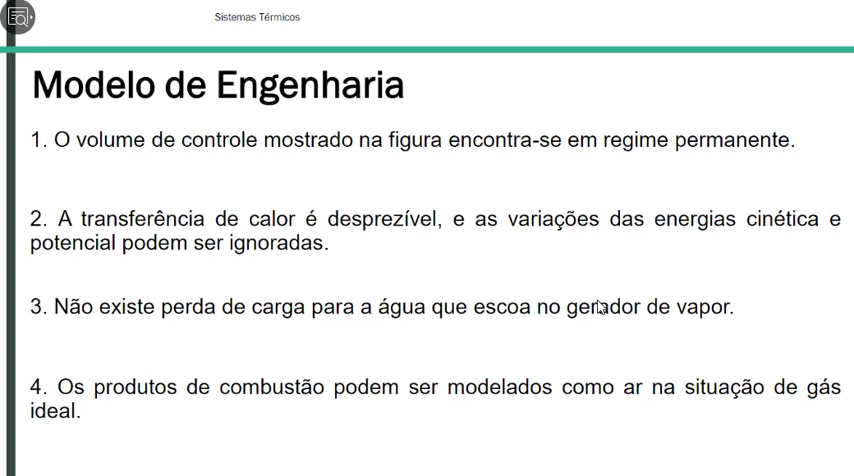 Sistemas Térmicos
Modelo de Engenharia
1. O volume de controle mostrado na figura encontra-se em regime permanente.
2. A transferência de calor é desprezível, e as variações das energias cinética e
potencial podem ser ignoradas.
3. Não existe perda de carga para a água que escoa no gerador de vapor.
4. Os produtos de combustão podem ser modelados como ar na situação de gás
ideal.